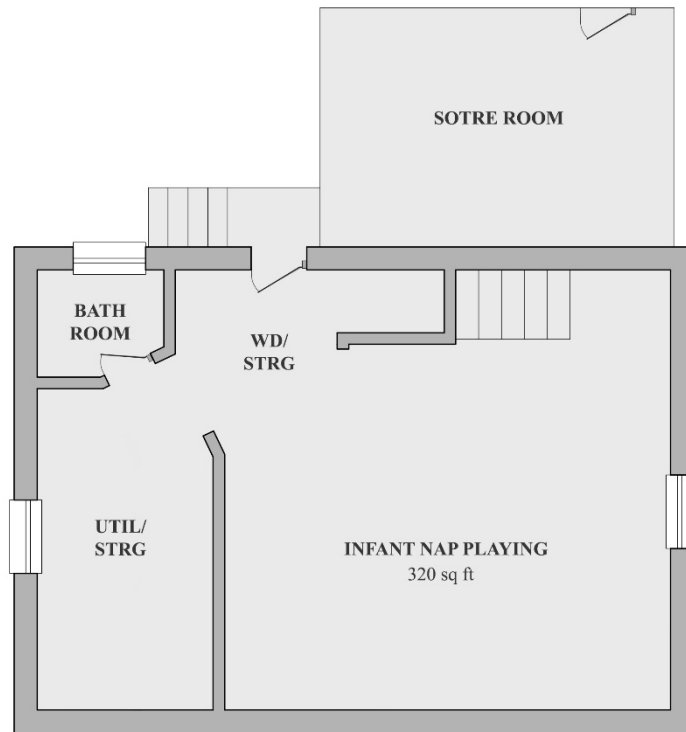 SOTRE ROOM
BATH
ROOM
WD/
STRG
UTIL/
STRG
INFANT NAP PLAYING
320 sq ft